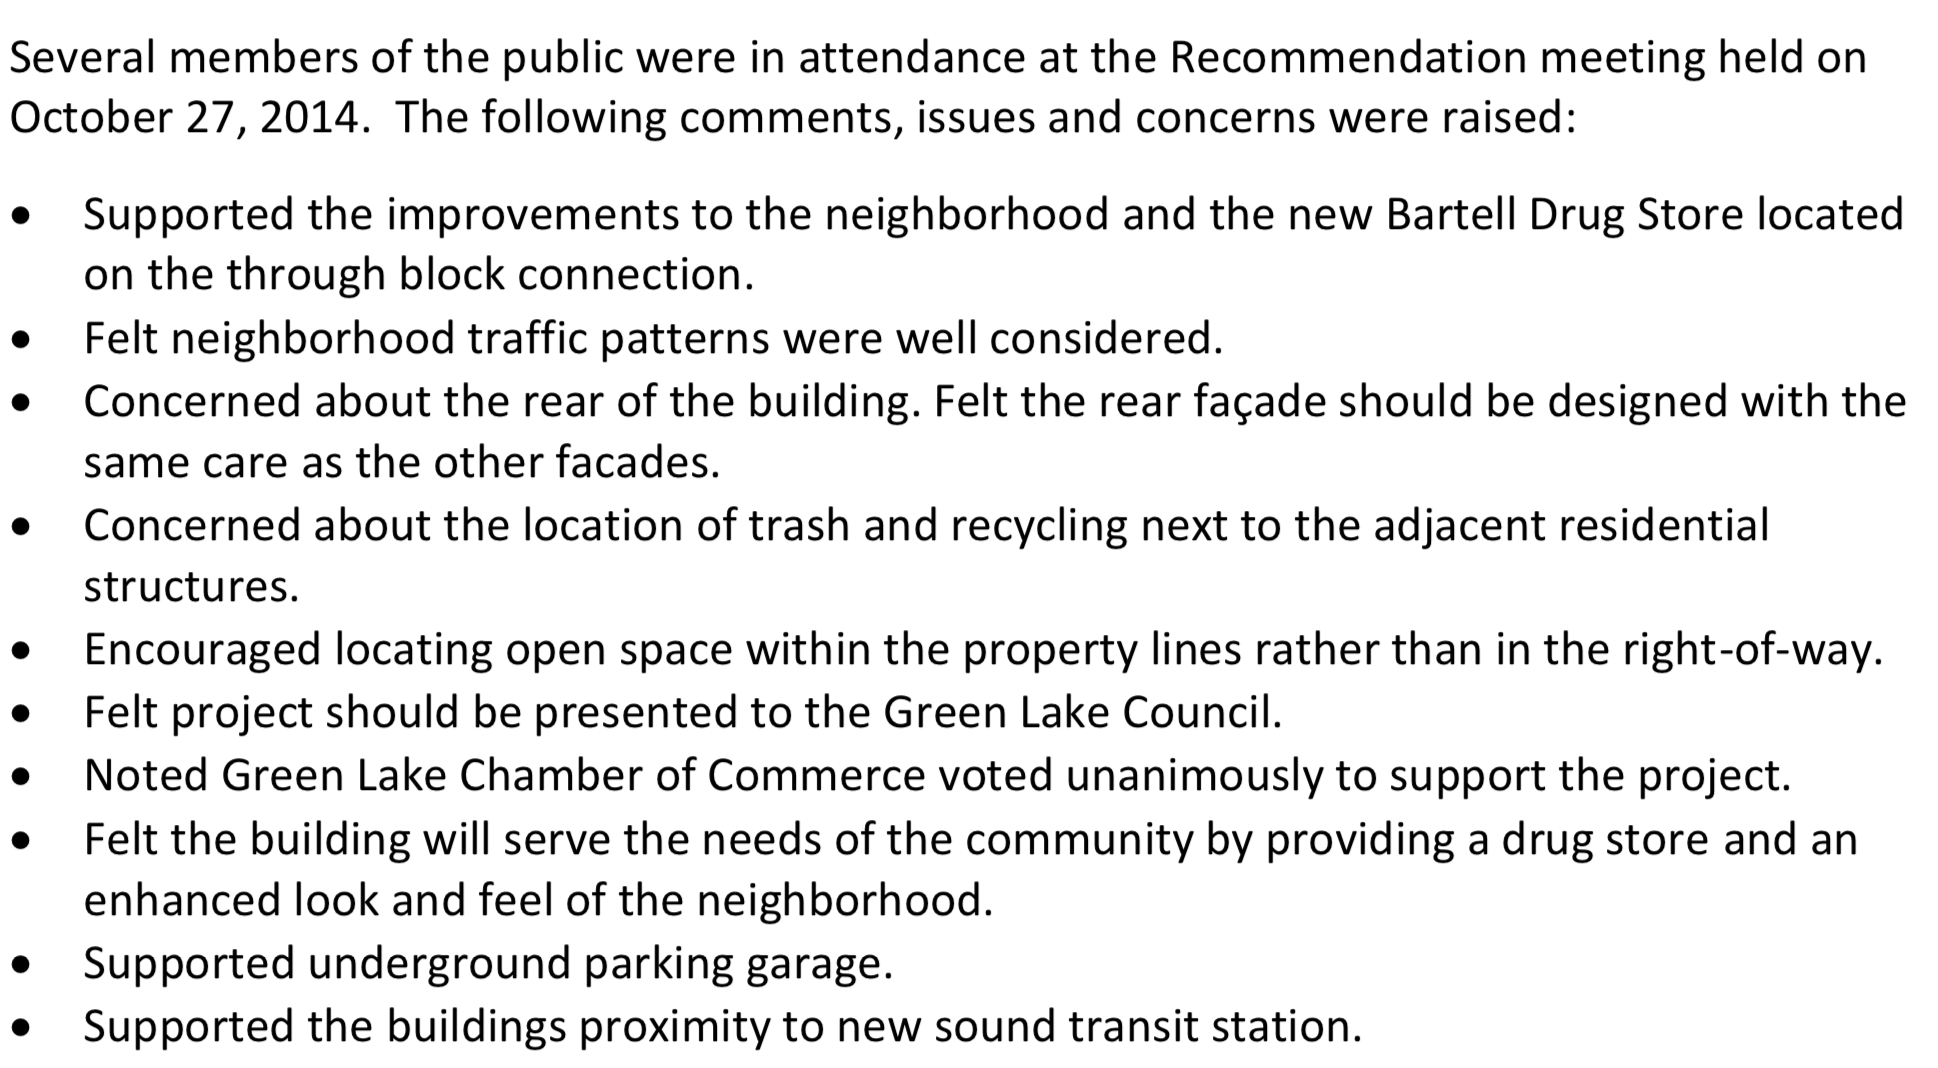 Several members of the public were in attendance at the Recommendation meeting held on
October 27, 2014.  The following comments, issues and concerns were raised:
• Supported the improvements to the neighborhood and the new Bartell Drug Store located
on the through block connection.
• Felt neighborhood traffic patterns were well considered.
• Concerned about the rear of the building. Felt the rear façade should be designed with the
same care as the other facades.
• Concerned about the location of trash and recycling next to the adjacent residential
structures.
• Encouraged locating open space within the property lines rather than in the right-of-way.
• Felt project should be presented to the Green Lake Council.
• Noted Green Lake Chamber of Commerce voted unanimously to support the project.
• Felt the building will serve the needs of the community by providing a drug store and an
enhanced look and feel of the neighborhood.
• Supported underground parking garage.
• Supported the buildings proximity to new sound transit station.